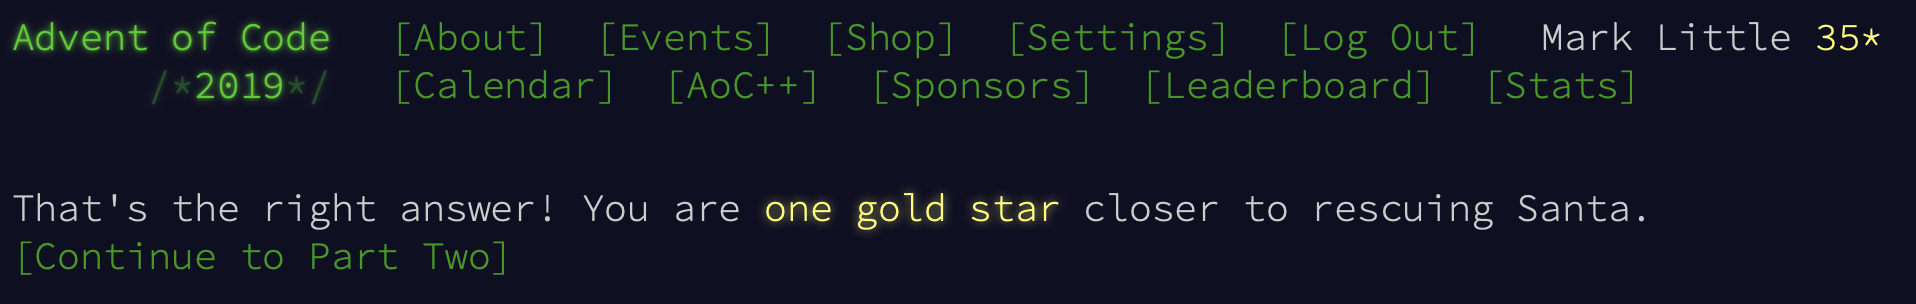 Advent of Code [About] [Events] [Shop] [Settings] [Log Out] Mark Little 35*
/*2019*/ [Calendar] [AoC++] [Sponsors] [Leaderboard] [Stats]
That's the right answer! You are one gold star closer to rescuing Santa.
[Continue to Part Two]